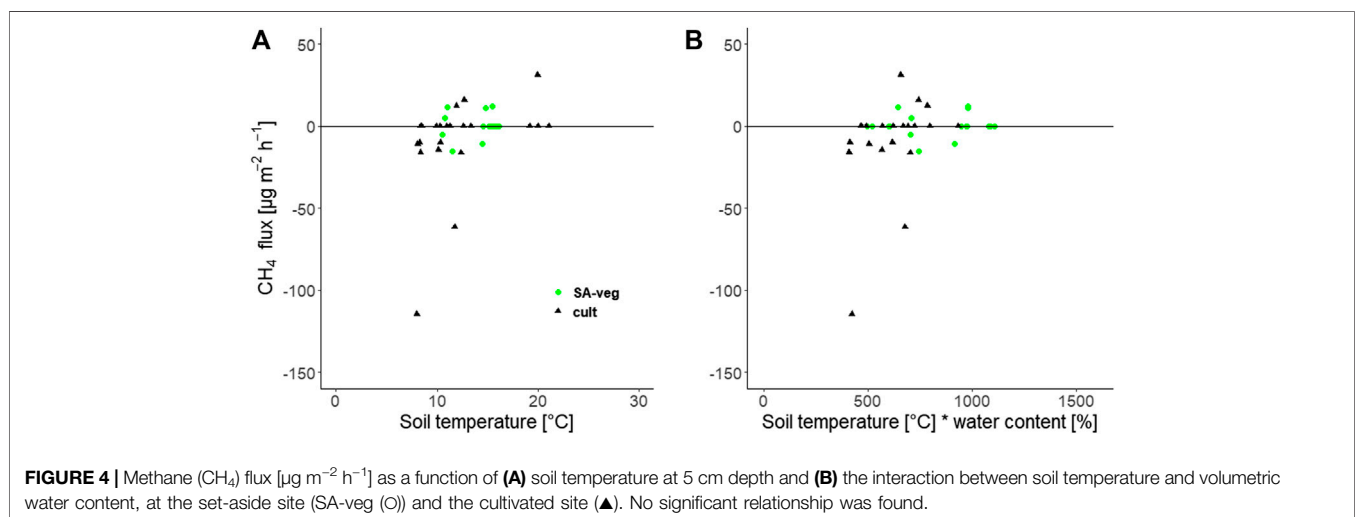 A
B
50
0
-50
-100
-150
CH₄ flux [µg m⁻² h⁻¹]
SA-veg
cult
0 10 20 30
Soil temperature [°C]
50
0
-50
-100
-150
0 500 1000 1500
Soil temperature [°C] * water content [%]
FIGURE 4 | Methane (CH₄) flux [µg m⁻² h⁻¹] as a function of (A) soil temperature at 5 cm depth and (B) the interaction between soil temperature and volumetric
water content, at the set-aside site (SA-veg (○)) and the cultivated site (▲). No significant relationship was found.